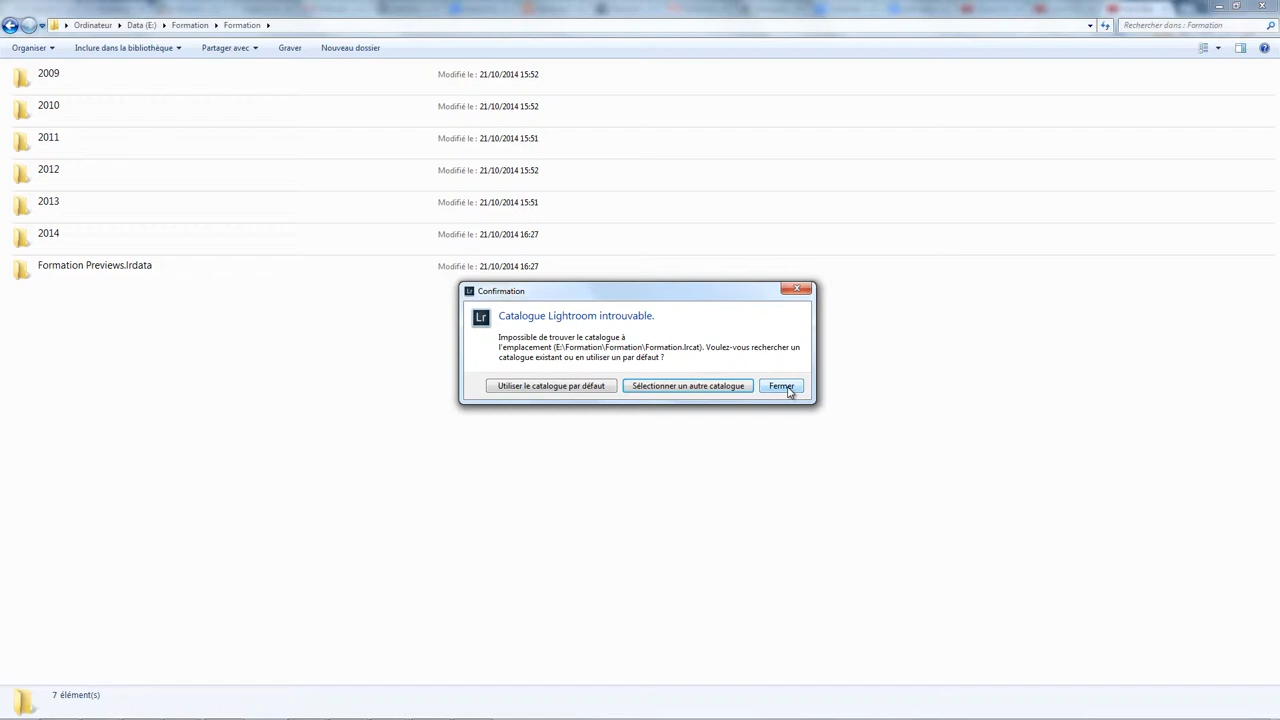 Ordinateur Data (E:) Formation Formation
Rechercher dans : Formation
Organiser Inclure dans la bibliothèque Partager avec Graver Nouveau dossier
2009 Modifié le : 21/10/2014 15:52
2010 Modifié le : 21/10/2014 15:52
2011 Modifié le : 21/10/2014 15:51
2012 Modifié le : 21/10/2014 15:52
2013 Modifié le : 21/10/2014 15:51
2014 Modifié le : 21/10/2014 16:27
Formation Previews.lrdata Modifié le : 21/10/2014 16:27
Lr Confirmation
Lr Catalogue Lightroom introuvable.
Impossible de trouver le catalogue à
l'emplacement (E:\Formation\Formation\Formation.lrcat). Voulez-vous rechercher un
catalogue existant ou en utiliser un par défaut ?
Utiliser le catalogue par défaut Sélectionner un autre catalogue Fermer
7 élément(s)